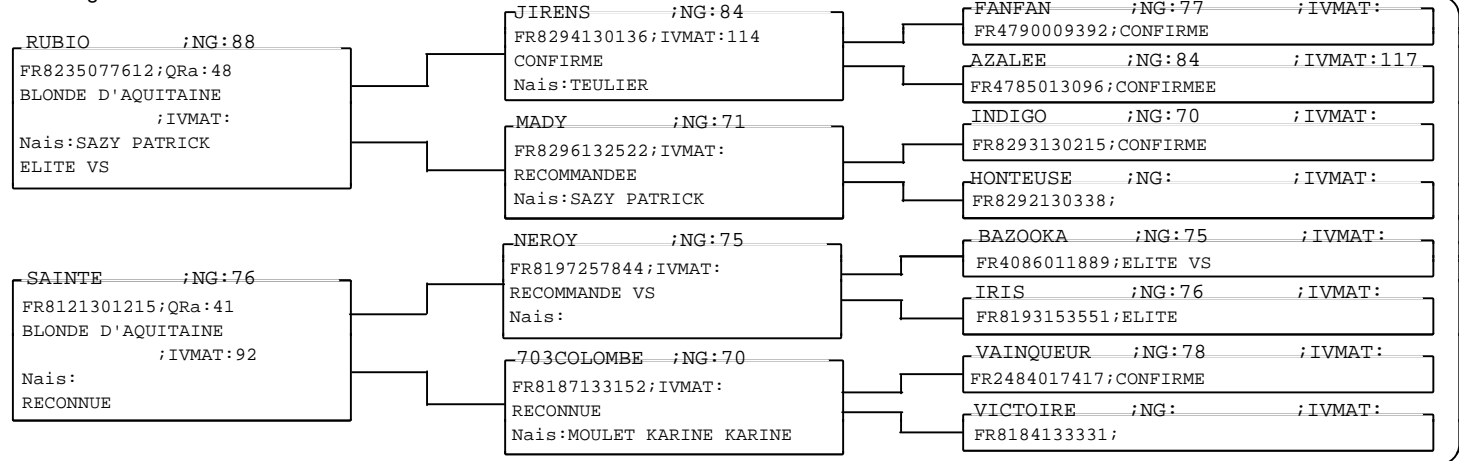 RUBIO ;NG:88
FR8235077612;QRa:48
BLONDE D'AQUITAINE
;IVMAT:
Nais:SAZY PATRICK
ELITE VS
SAINTE ;NG:76
FR8121301215;QRa:41
BLONDE D'AQUITAINE
;IVMAT:92
Nais:
RECONNUE
JIRENS ;NG:84
FR8294130136;IVMAT:114
CONFIRME
Nais:TEULIER
MADY ;NG:71
FR8296132522;IVMAT:
RECOMMANDEE
Nais:SAZY PATRICK
NEROY ;NG:75
FR8197257844;IVMAT:
RECOMMANDE VS
Nais:
703COLOMBE ;NG:70
FR8187133152;IVMAT:
RECONNUE
Nais:MOULET KARINE KARINE
FANFAN ;NG:77 ;IVMAT:
FR4790009392;CONFIRME
AZALEE ;NG:84 ;IVMAT:117
FR4785013096;CONFIRMEE
INDIGO ;NG:70 ;IVMAT:
FR8293130215;CONFIRME
HONTEUSE ;NG: ;IVMAT:
FR8292130338;
BAZOOKA ;NG:75 ;IVMAT:
FR4086011889;ELITE VS
IRIS ;NG:76 ;IVMAT:
FR8193153551;ELITE
VAINQUEUR ;NG:78 ;IVMAT:
FR2484017417;CONFIRME
VICTOIRE ;NG: ;IVMAT:
FR8184133331;